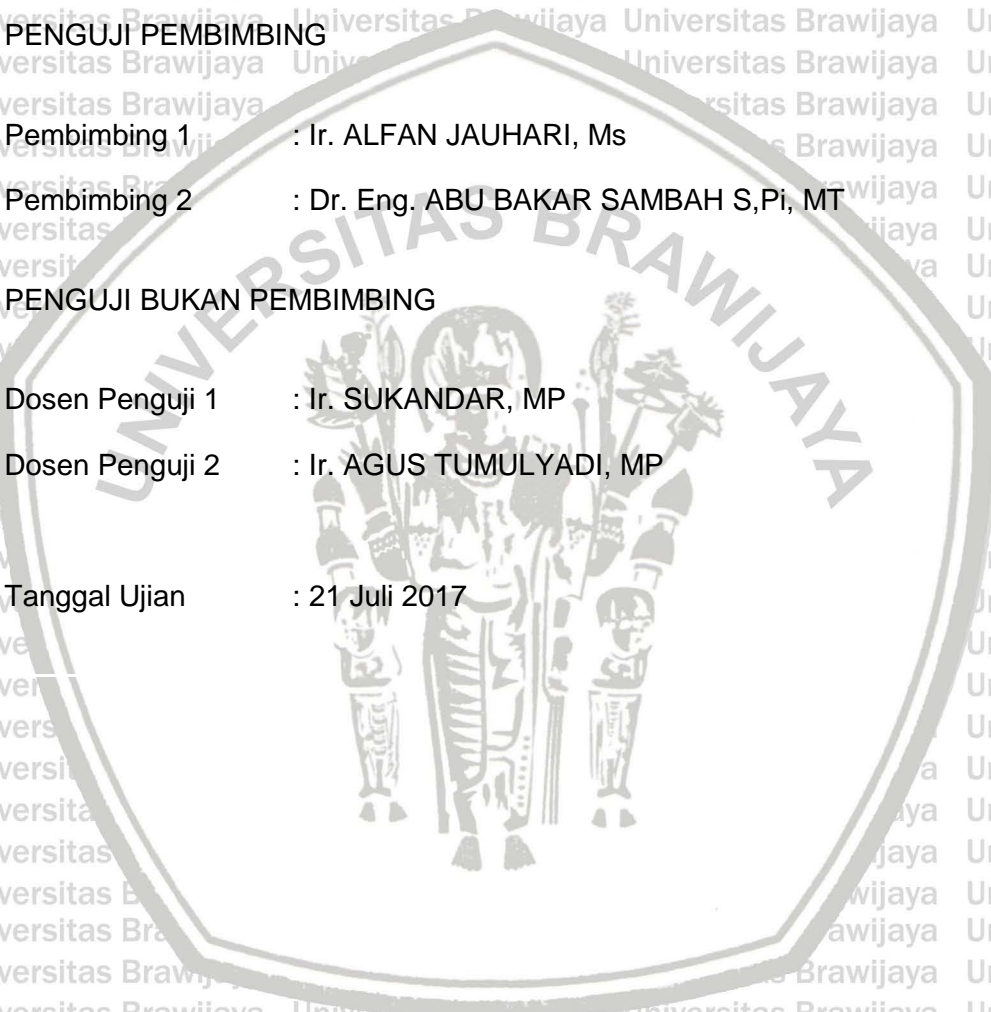 PENGUJI PEMBIMBING
Pembimbing 1 : Ir. ALFAN JAUHARI, Ms
Pembimbing 2 : Dr. Eng. ABU BAKAR SAMBAH S,Pi, MT
UNIVERSITAS BRAWIJAYA
PENGUJI BUKAN PEMBIMBING
Dosen Penguji 1 : Ir. SUKANDAR, MP
Dosen Penguji 2 : Ir. AGUS TUMULYADI, MP
Tanggal Ujian : 21 Juli 2017